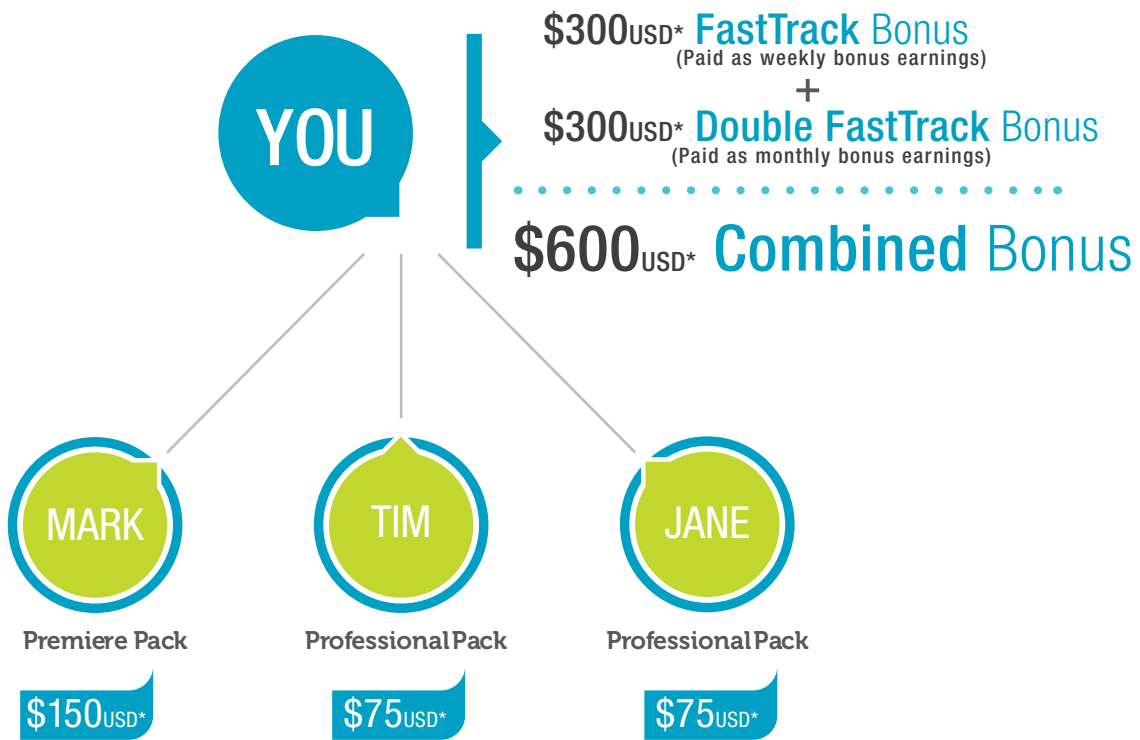 YOU
$300USD* FastTrack Bonus
(Paid as weekly bonus earnings)
+
$300USD* Double FastTrack Bonus
(Paid as monthly bonus earnings)
$600USD* Combined Bonus
MARK
TIM
JANE
Premiere Pack
Professional Pack
Professional Pack
$150USD*
$75USD*
$75USD*